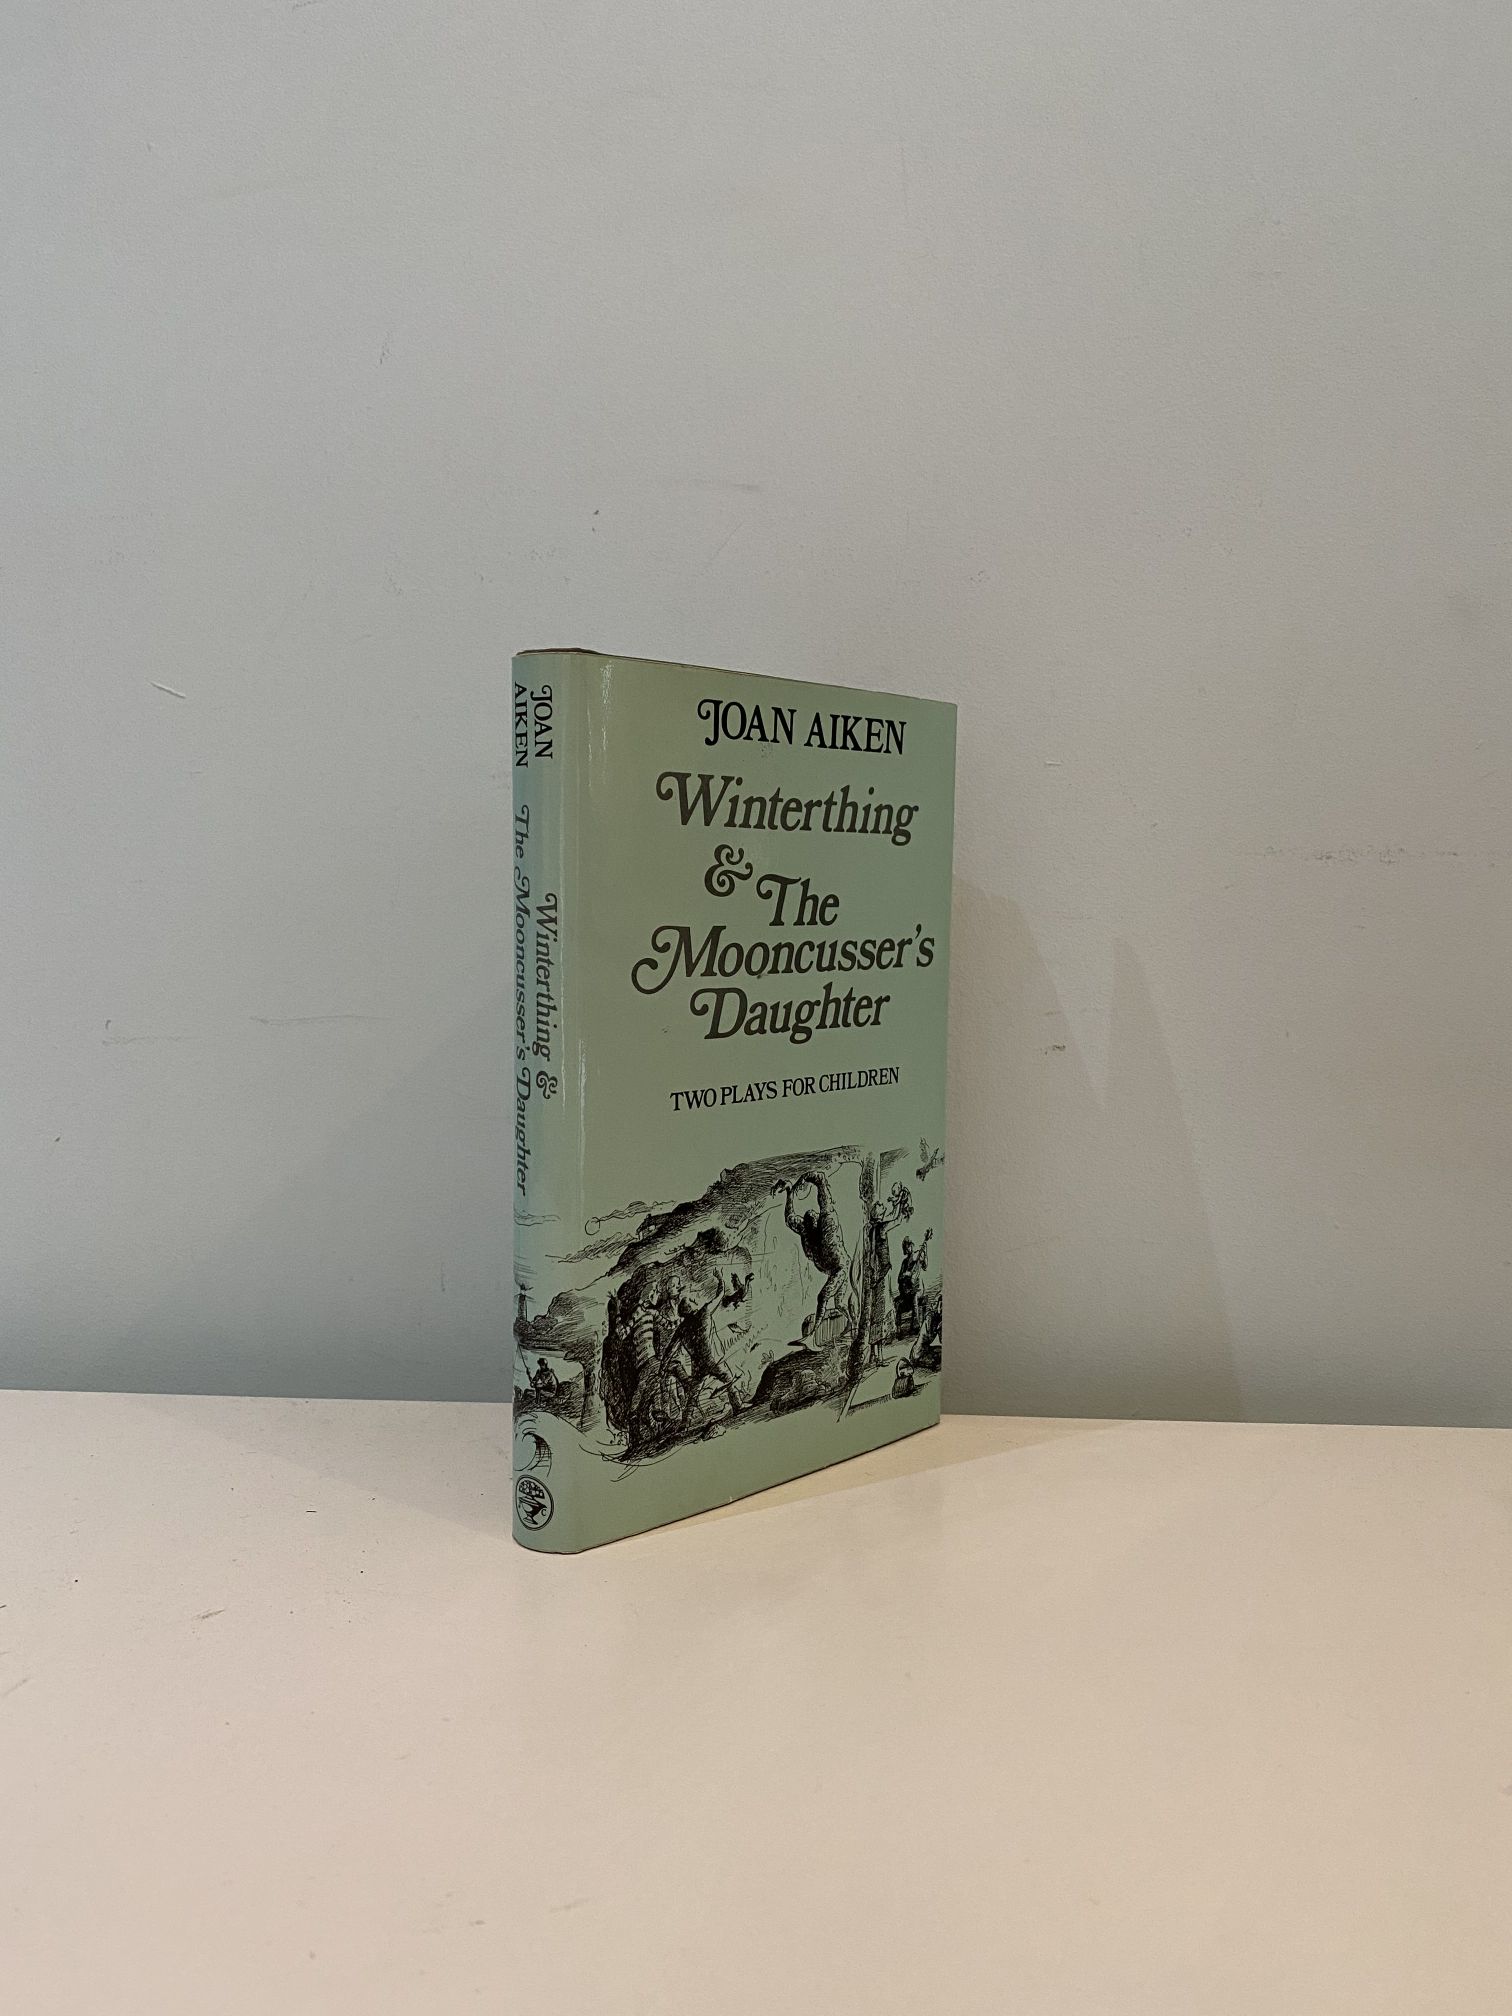 JOAN
AIKEN
Winterthing &
The Mooncusser's Daughter
JOAN AIKEN
Winterthing
& The
Mooncusser's
Daughter
TWO PLAYS FOR CHILDREN